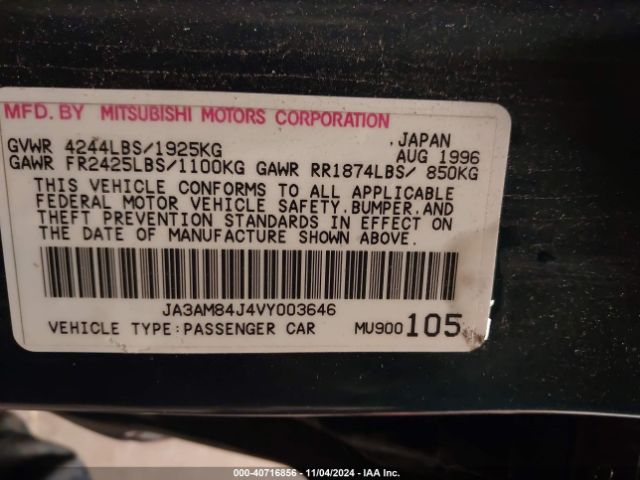 MFD. BY MITSUBISHI MOTORS CORPORATION
GVWR 4244LBS/1925KG JAPAN
AUG 1996
GAWR FR2425LBS/1100KG GAWR RR1874LBS/ 850KG
THIS VEHICLE CONFORMS TO ALL APPLICABLE
FEDERAL MOTOR VEHICLE SAFETY.BUMPER.AND
THEFT PREVENTION STANDARDS IN EFFECT ON
THE DATE OF MANUFACTURE SHOWN ABOVE.
JA3AM84J4VY003646
VEHICLE TYPE:PASSENGER CAR MU900105
000-40716856 - 11/04/2024 - IAA Inc.